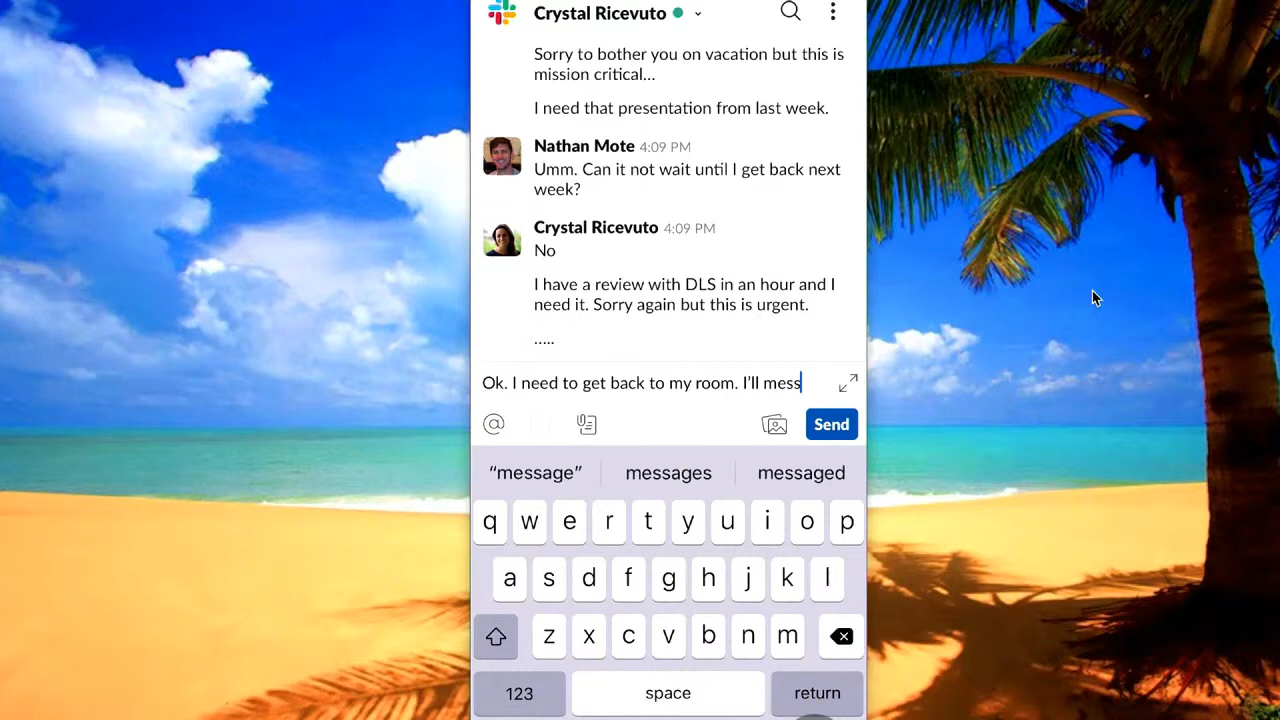 Crystal Ricevuto
Sorry to bother you on vacation but this is
mission critical...
I need that presentation from last week.
Nathan Mote 4:09 PM
Umm. Can it not wait until I get back next
week?
Crystal Ricevuto 4:09 PM
No
I have a review with DLS in an hour and I
need it. Sorry again but this is urgent.
.....
Ok. I need to get back to my room. I'll mess
@
Send
“message” messages messaged
q w e r t y u i o p
a s d f g h j k l
z x c v b n m
123 space return